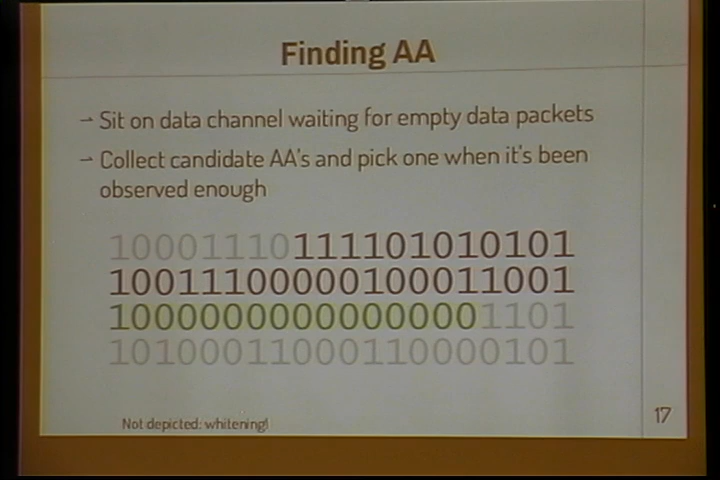 Finding AA
→ Sit on data channel waiting for empty data packets
→ Collect candidate AA's and pick one when it's been
observed enough
10001110111101010101
10011100000100011001
10000000000000001101
10100011000110000101
Not depicted: whitening!
17